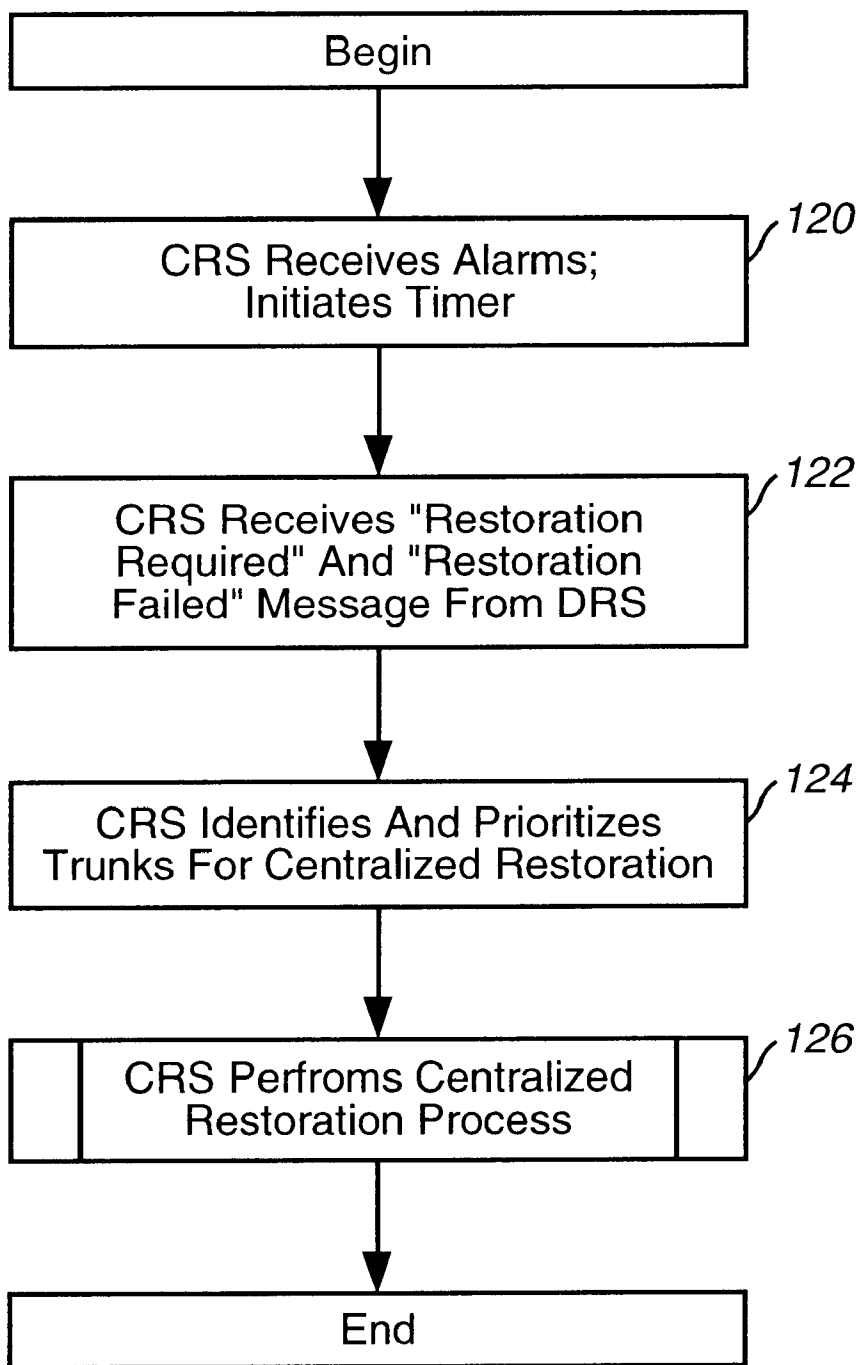 Begin
120
CRS Receives Alarms;
Initiates Timer
122
CRS Receives "Restoration
Required" And "Restoration
Failed" Message From DRS
124
CRS Identifies And Prioritizes
Trunks For Centralized Restoration
126
CRS Perfroms Centralized
Restoration Process
End